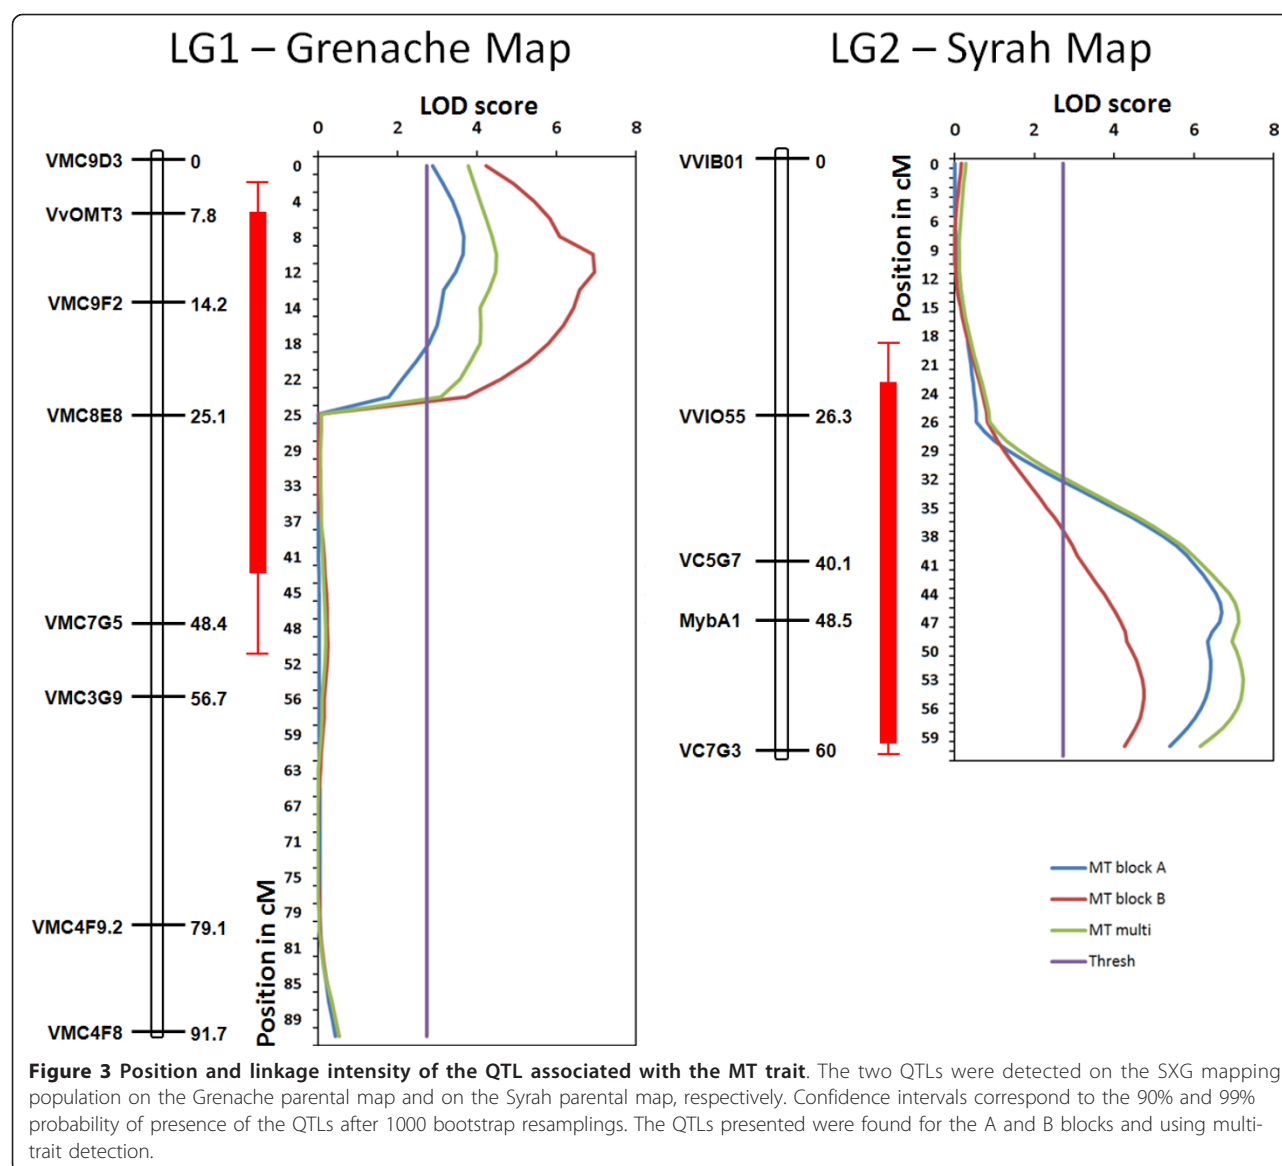 LG1 – Grenache Map
LOD score
0 2 4 6 8
VMC9D3 0
VvOMT3 7.8
VMC9F2 14.2
VMC8E8 25.1
VMC7G5 48.4
VMC3G9 56.7
VMC4F9.2 79.1
VMC4F8 91.7
Position in cM
0
4
8
12
14
18
22
25
29
33
37
41
45
48
52
56
59
63
67
71
75
79
81
85
89
LG2 – Syrah Map
LOD score
0 2 4 6 8
VVIB01 0
VVIO55 26.3
VC5G7 40.1
MybA1 48.5
VC7G3 60
Position in cM
0
3
6
9
12
15
18
21
24
26
29
32
35
38
41
44
47
50
53
56
59
MT block A
MT block B
MT multi
Thresh
Figure 3 Position and linkage intensity of the QTL associated with the MT trait. The two QTLs were detected on the SXG mapping
population on the Grenache parental map and on the Syrah parental map, respectively. Confidence intervals correspond to the 90% and 99%
probability of presence of the QTLs after 1000 bootstrap resamplings. The QTLs presented were found for the A and B blocks and using multi-
trait detection.